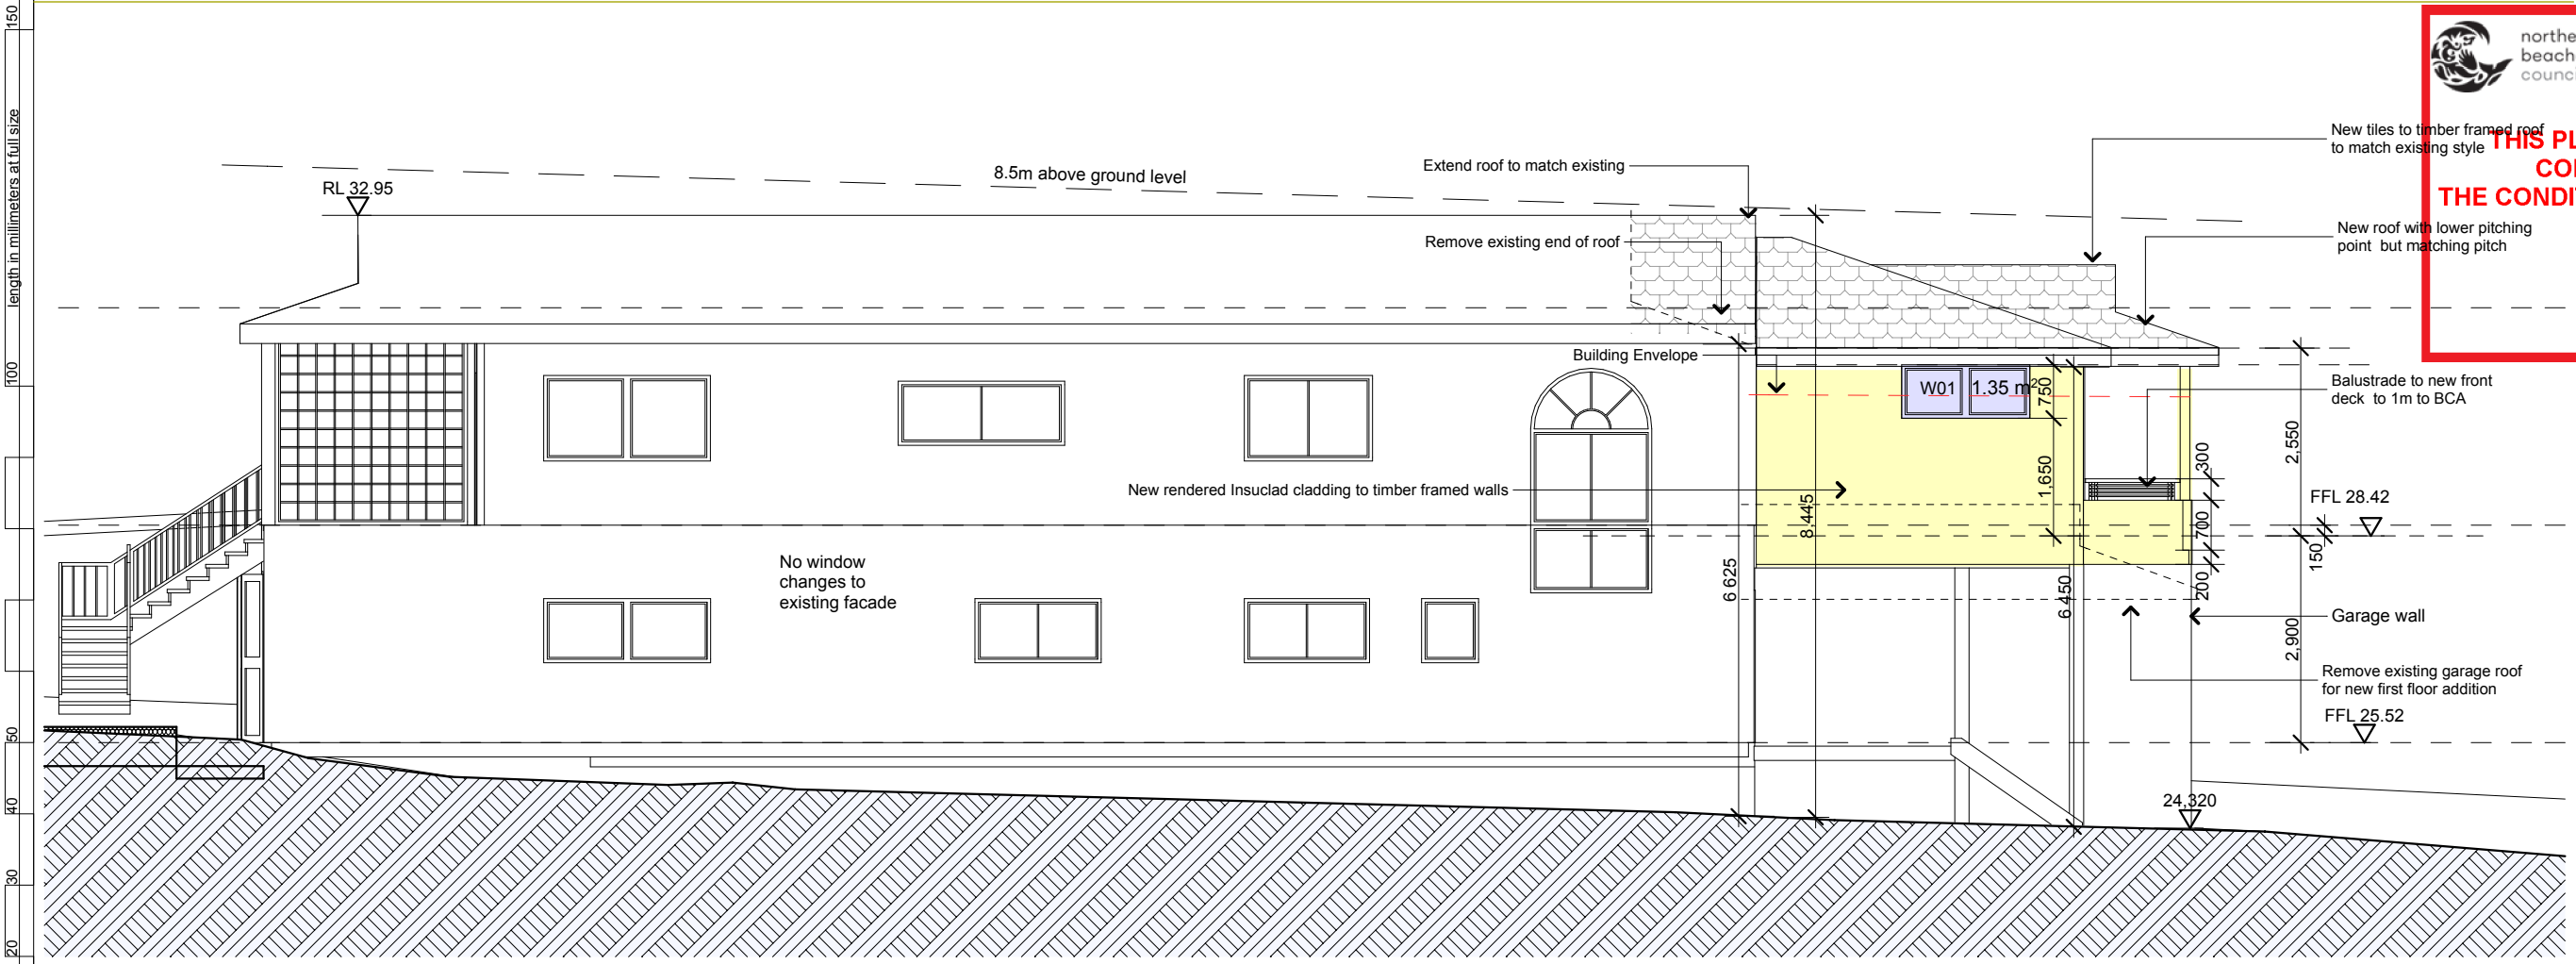 150
length in millimeters at full size
100
50
40
30
20
RL 32.95
8.5m above ground level
Extend roof to match existing
Remove existing end of roof
Building Envelope
New rendered Insuclad cladding to timber framed walls
No window
changes to
existing facade
W01
1.35 m²
750
1,650
8,445
6 625
6 450
300
700
200
2,550
150
2,900
New tiles to timber framed roof
to match existing style
New roof with lower pitching
point but matching pitch
Balustrade to new front
deck to 1m to BCA
FFL 28.42
Garage wall
Remove existing garage roof
for new first floor addition
FFL 25.52
24,320
THIS PL
THE CONDI